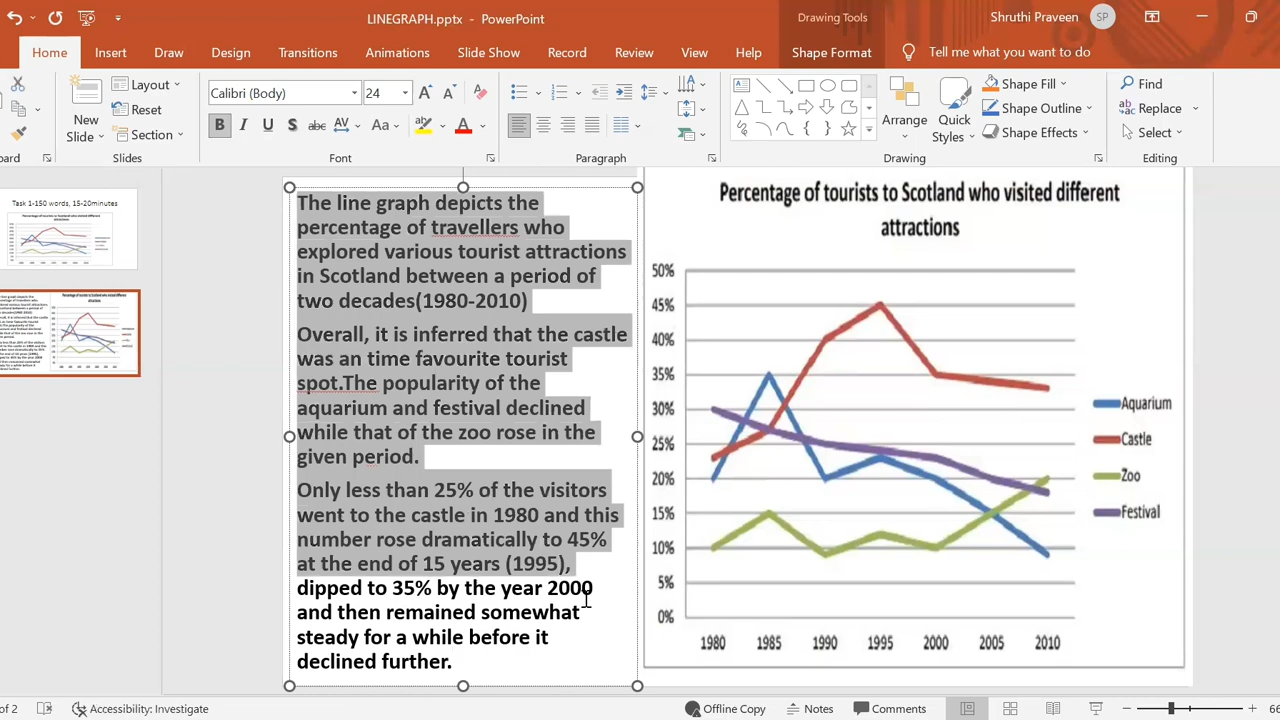 LINEGRAPH.pptx - PowerPoint
Drawing Tools
Shruthi Praveen
SP
Home
Insert
Draw
Design
Transitions
Animations
Slide Show
Record
Review
View
Help
Shape Format
Tell me what you want to do
New
Slide
Layout
Reset
Section
Calibri (Body)
24
Shape Fill
Shape Outline
Shape Effects
Arrange
Quick
Styles
Find
Replace
Select
oard
Slides
Font
Paragraph
Drawing
Editing
Task 1-150 words, 15-20minutes
The line graph depicts the
percentage of travellers who
explored various tourist attractions
in Scotland between a period of
two decades(1980-2010)
Overall, it is inferred that the castle
was an time favourite tourist
spot.The popularity of the
aquarium and festival declined
while that of the zoo rose in the
given period.
Only less than 25% of the visitors
went to the castle in 1980 and this
number rose dramatically to 45%
at the end of 15 years (1995),
dipped to 35% by the year 2000
and then remained somewhat
steady for a while before it
declined further.
Percentage of tourists to Scotland who visited different
attractions
50%
45%
40%
35%
30%
25%
20%
15%
10%
5%
0%
1980 1985 1990 1995 2000 2005 2010
Aquarium
Castle
Zoo
Festival
of 2
Accessibility: Investigate
Offline Copy
Notes
Comments
66